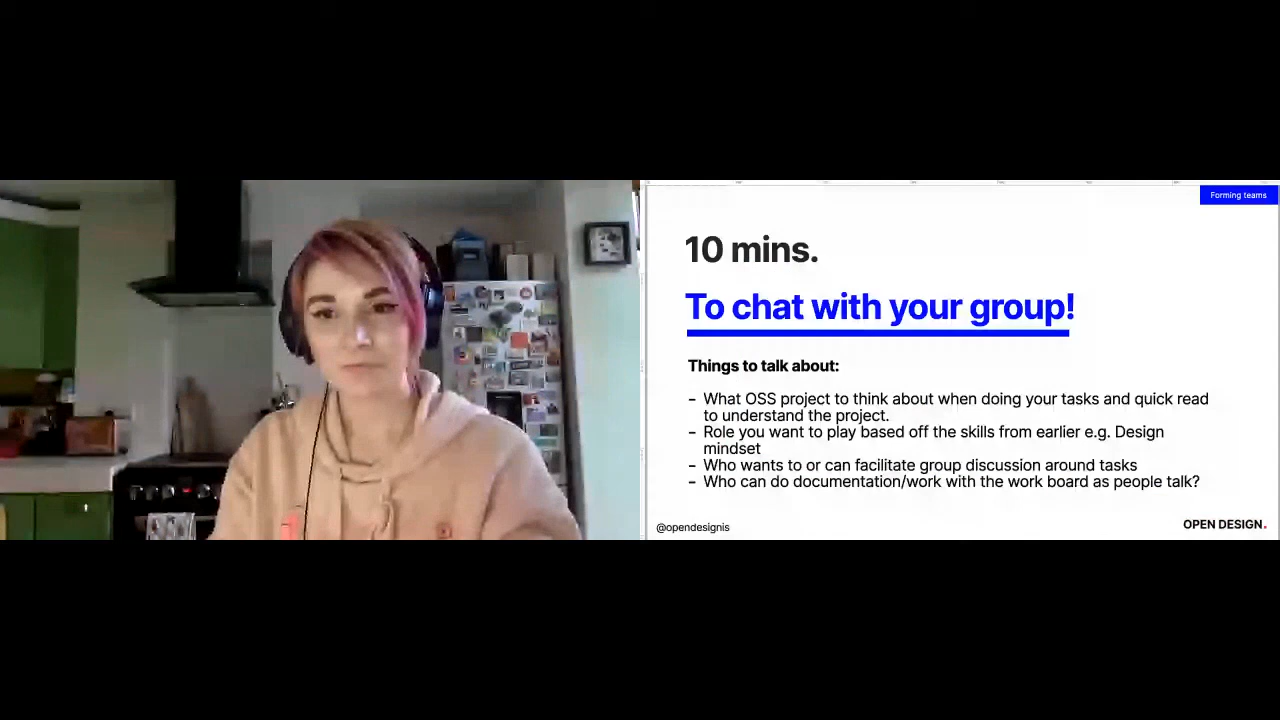 Forming teams
10 mins.
To chat with your group!
Things to talk about:
- What OSS project to think about when doing your tasks and quick read
to understand the project.
- Role you want to play based off the skills from earlier e.g. Design
mindset
- Who wants to or can facilitate group discussion around tasks
- Who can do documentation/work with the work board as people talk?
@opendesignis
OPEN DESIGN.